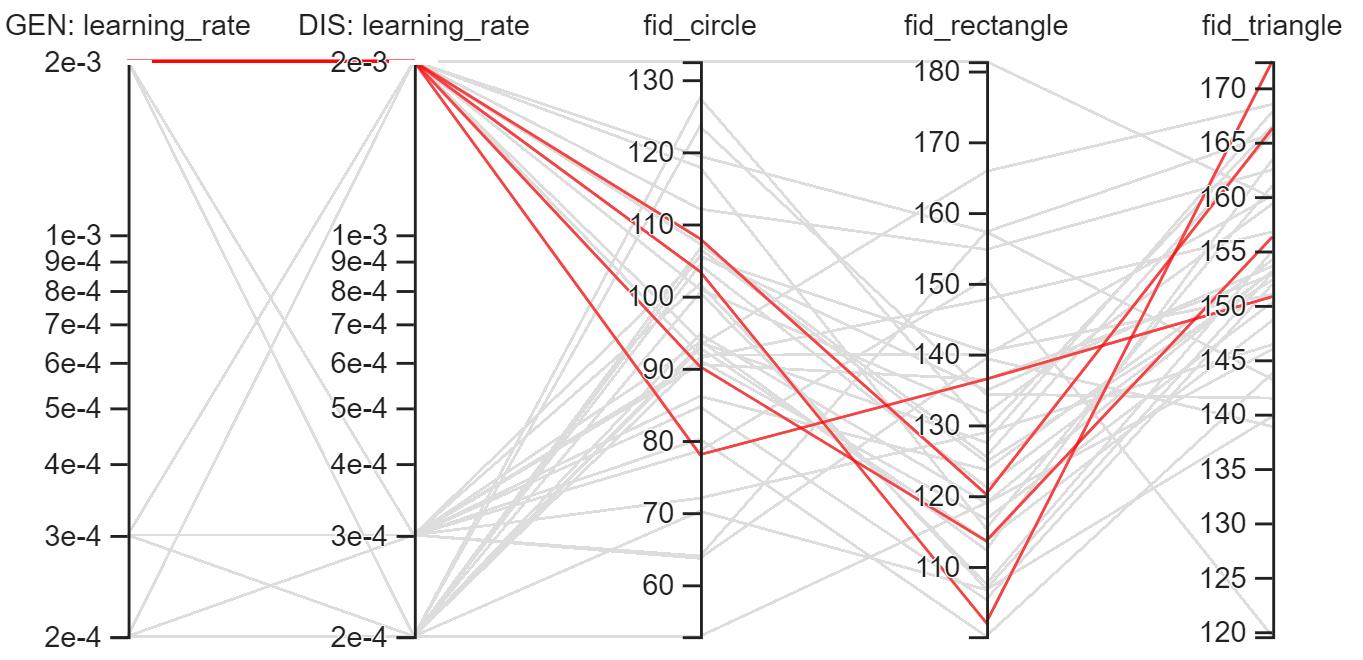 GEN: learning_rate DIS: learning_rate fid_circle fid_rectangle fid_triangle
2e-3 2e-3 130 180 170
120 170 165
1e-3 1e-3 110 160 160
9e-4 9e-4 100 150 155
8e-4 8e-4 90 140 150
7e-4 7e-4 80 130 145
6e-4 6e-4 70 120 140
5e-4 5e-4 60 110 135
4e-4 4e-4 130
3e-4 3e-4 125
2e-4 2e-4 120